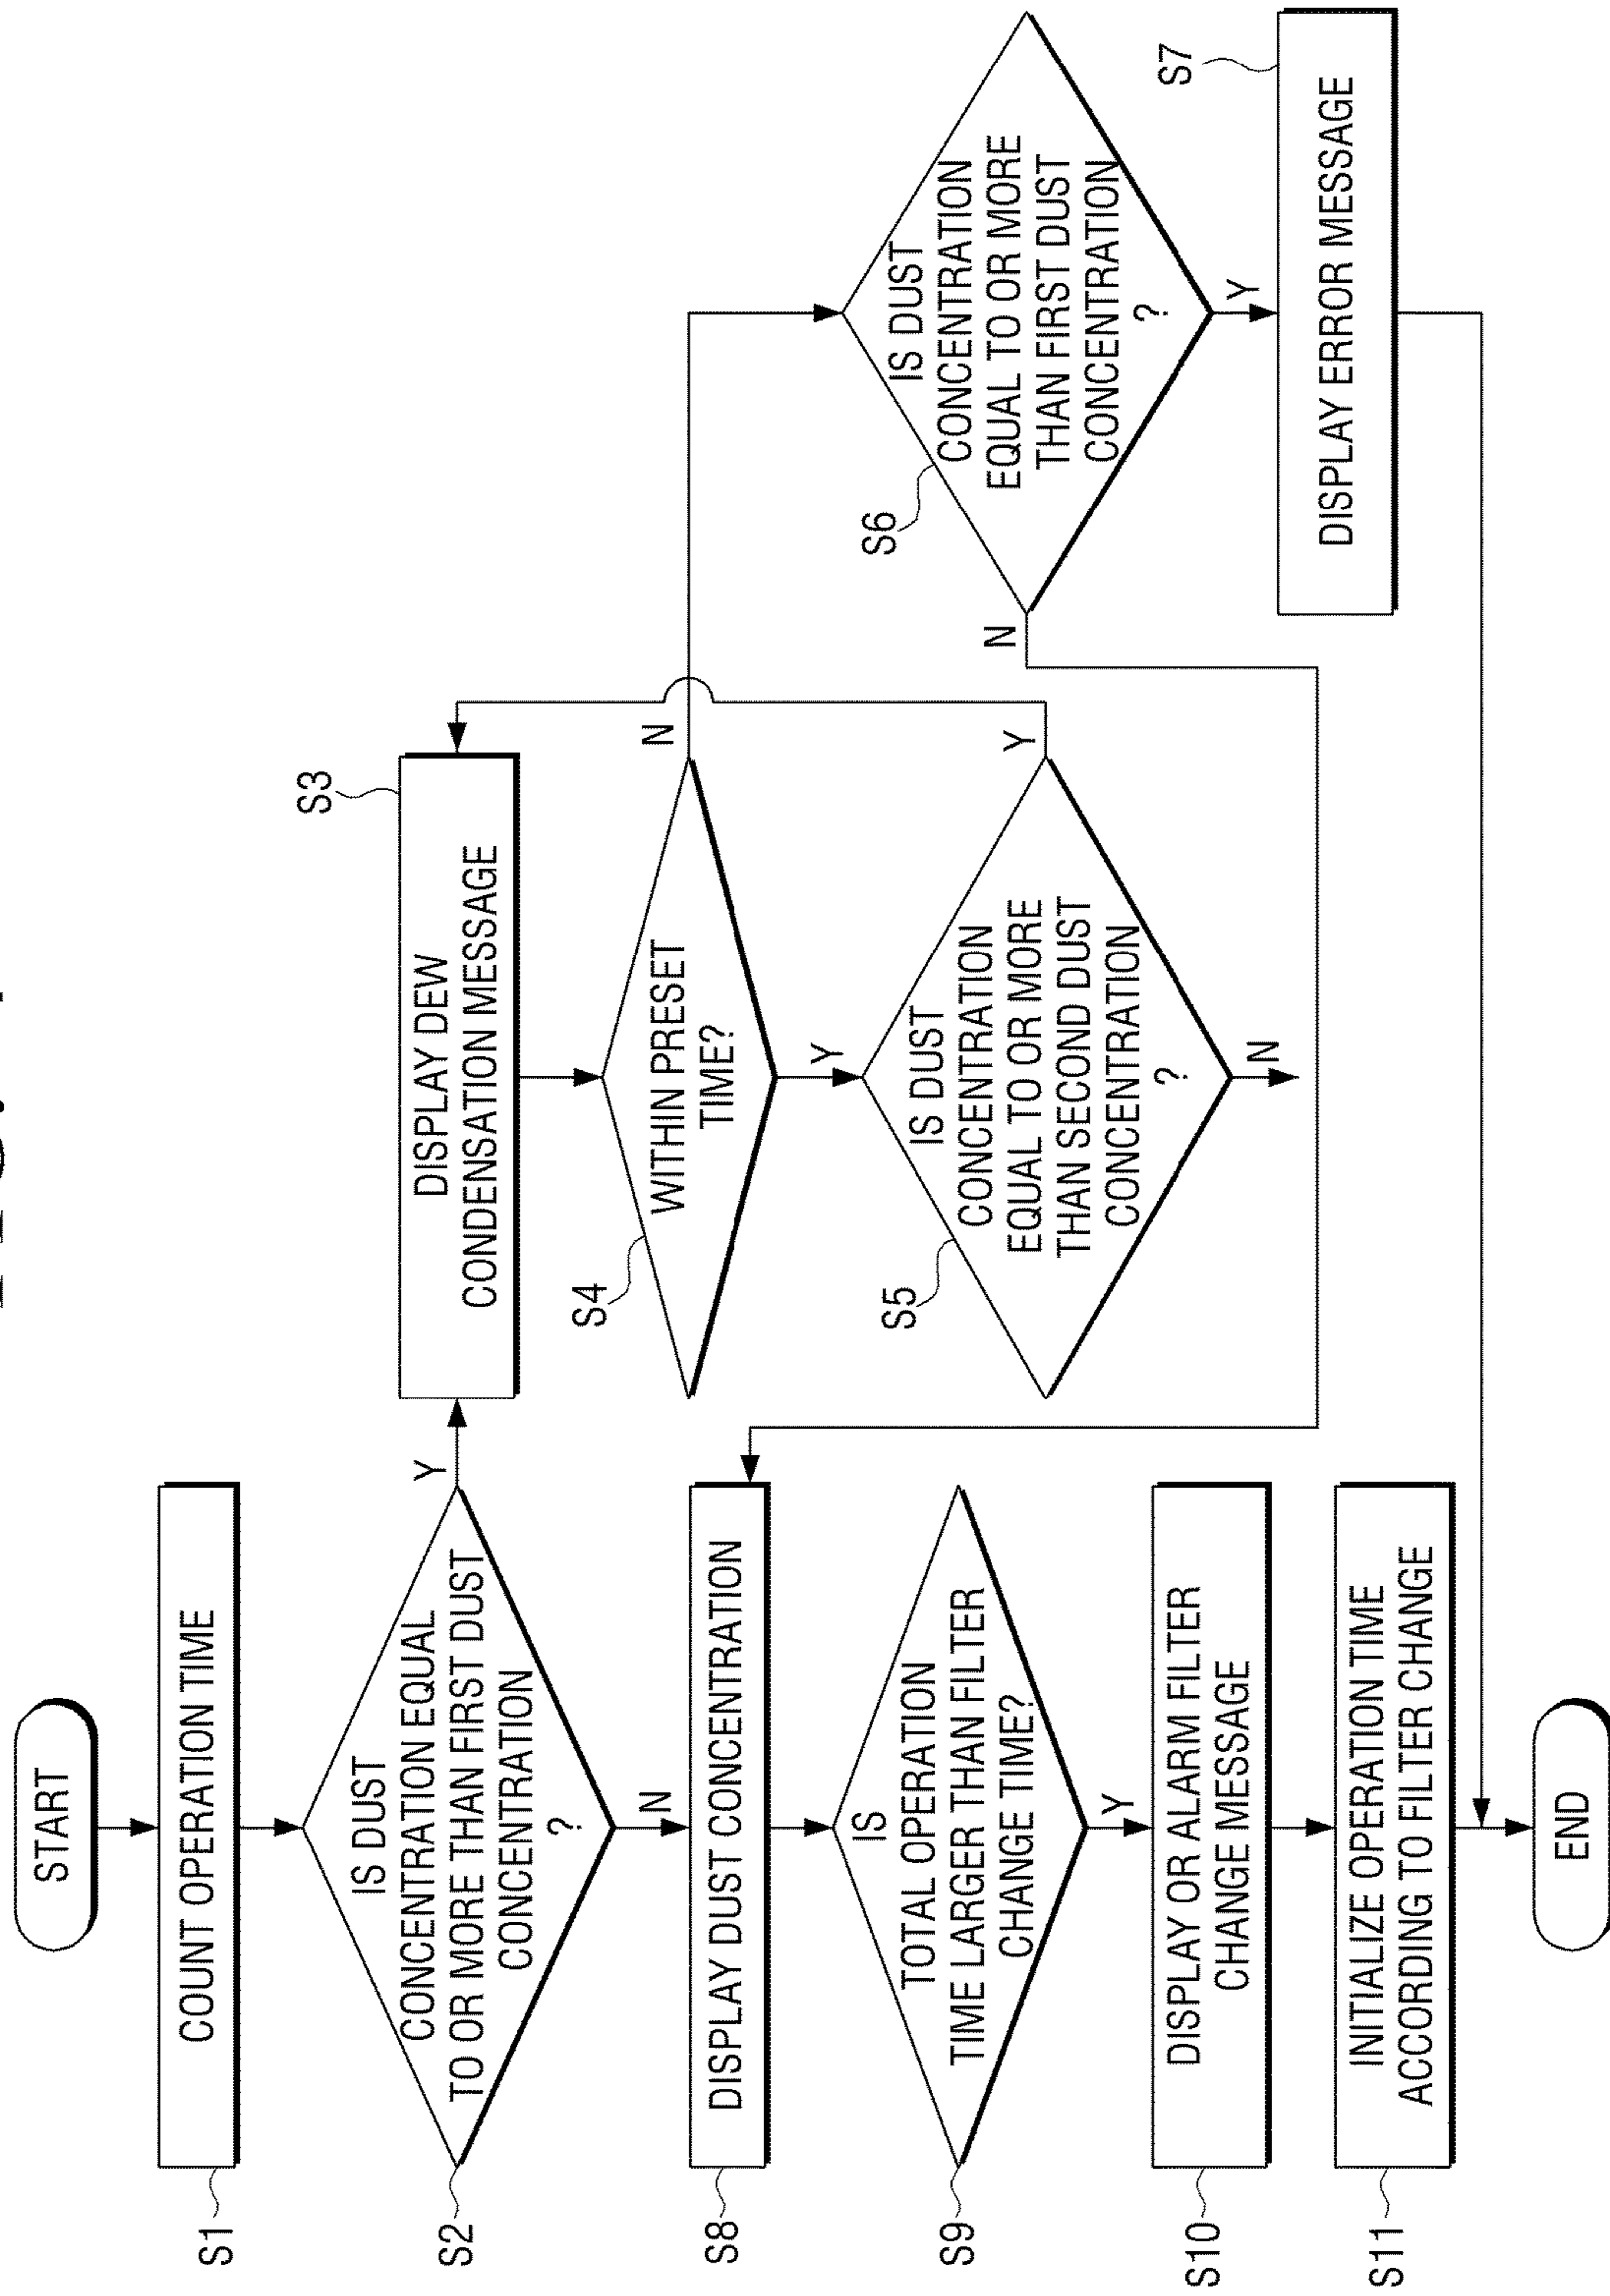 START
COUNT OPERATION TIME
S1
IS DUST
CONCENTRATION EQUAL
TO OR MORE THAN FIRST DUST
CONCENTRATION
?
S2
Y
N
DISPLAY DEW
CONDENSATION MESSAGE
S3
WITHIN PRESET
TIME?
S4
N
Y
IS DUST
CONCENTRATION
EQUAL TO OR MORE
THAN SECOND DUST
CONCENTRATION
?
S5
Y
N
IS DUST
CONCENTRATION
EQUAL TO OR MORE
THAN FIRST DUST
CONCENTRATION
?
S6
N
Y
DISPLAY ERROR MESSAGE
S7
DISPLAY DUST CONCENTRATION
S8
IS
TOTAL OPERATION
TIME LARGER THAN FILTER
CHANGE TIME?
S9
Y
DISPLAY OR ALARM FILTER
CHANGE MESSAGE
S10
INITIALIZE OPERATION TIME
ACCORDING TO FILTER CHANGE
S11
END